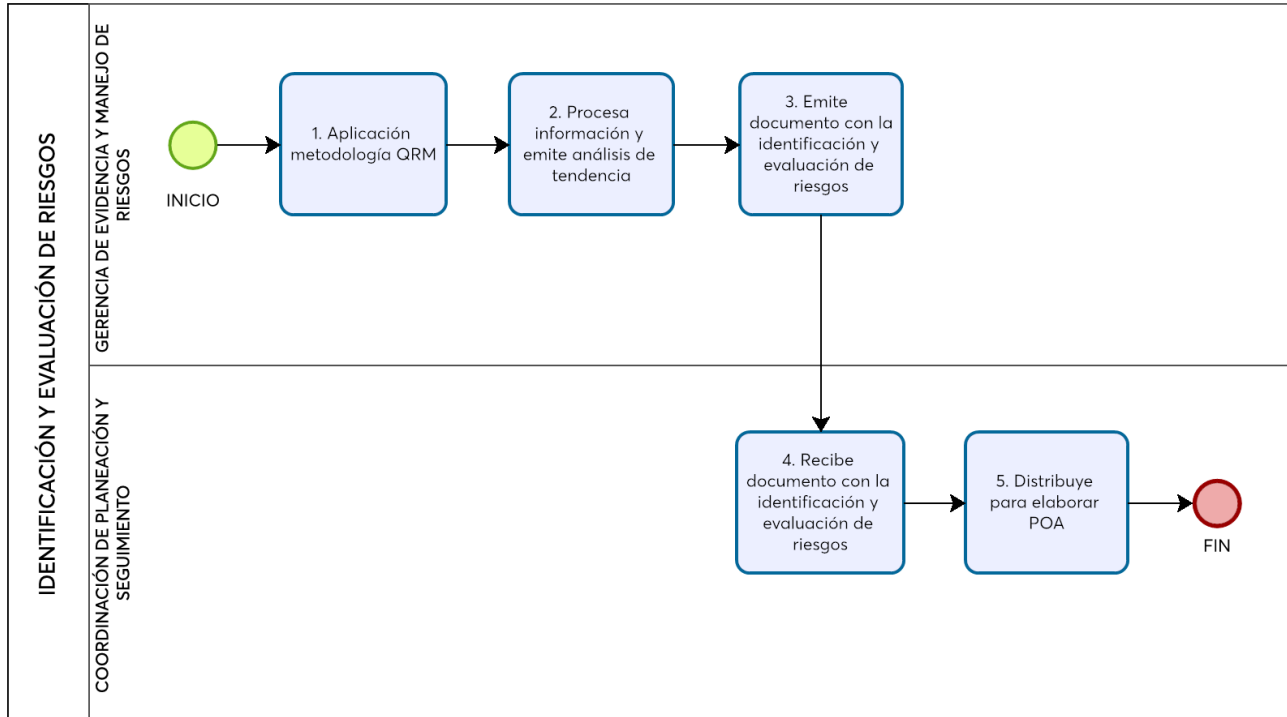 IDENTIFICACIÓN Y EVALUACIÓN DE RIESGOS
GERENCIA DE EVIDENCIA Y MANEJO DE
RIESGOS
INICIO
1. Aplicación
metodología QRM
2. Procesa
información y
emite análisis de
tendencia
3. Emite
documento con la
identificación y
evaluación de
riesgos
COORDINACIÓN DE PLANEACIÓN Y
SEGUIMIENTO
4. Recibe
documento con la
identificación y
evaluación de
riesgos
5. Distribuye
para elaborar
POA
FIN